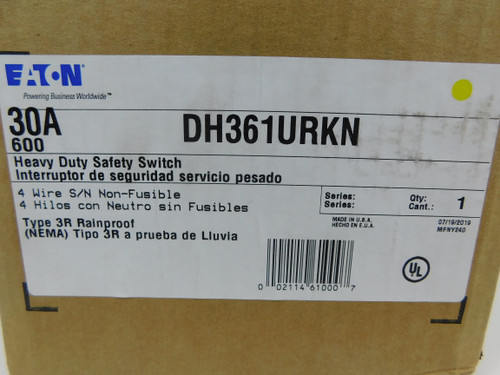 EATON
Powering Business Worldwide™
30A
600
DH361URKN
Heavy Duty Safety Switch
Interruptor de seguridad servicio pesado
4 Wire S/N Non-Fusible
4 Hilos con Neutro sin Fusibles
Type 3R Rainproof
(NEMA) Tipo 3R a prueba de Lluvia
Series:
Series:
Qty:
Cant.:
1
MADE IN U.S.A.
HECHO EN E.U.A.
07/19/2019
MFNY240
0 02114 61000 7
UL